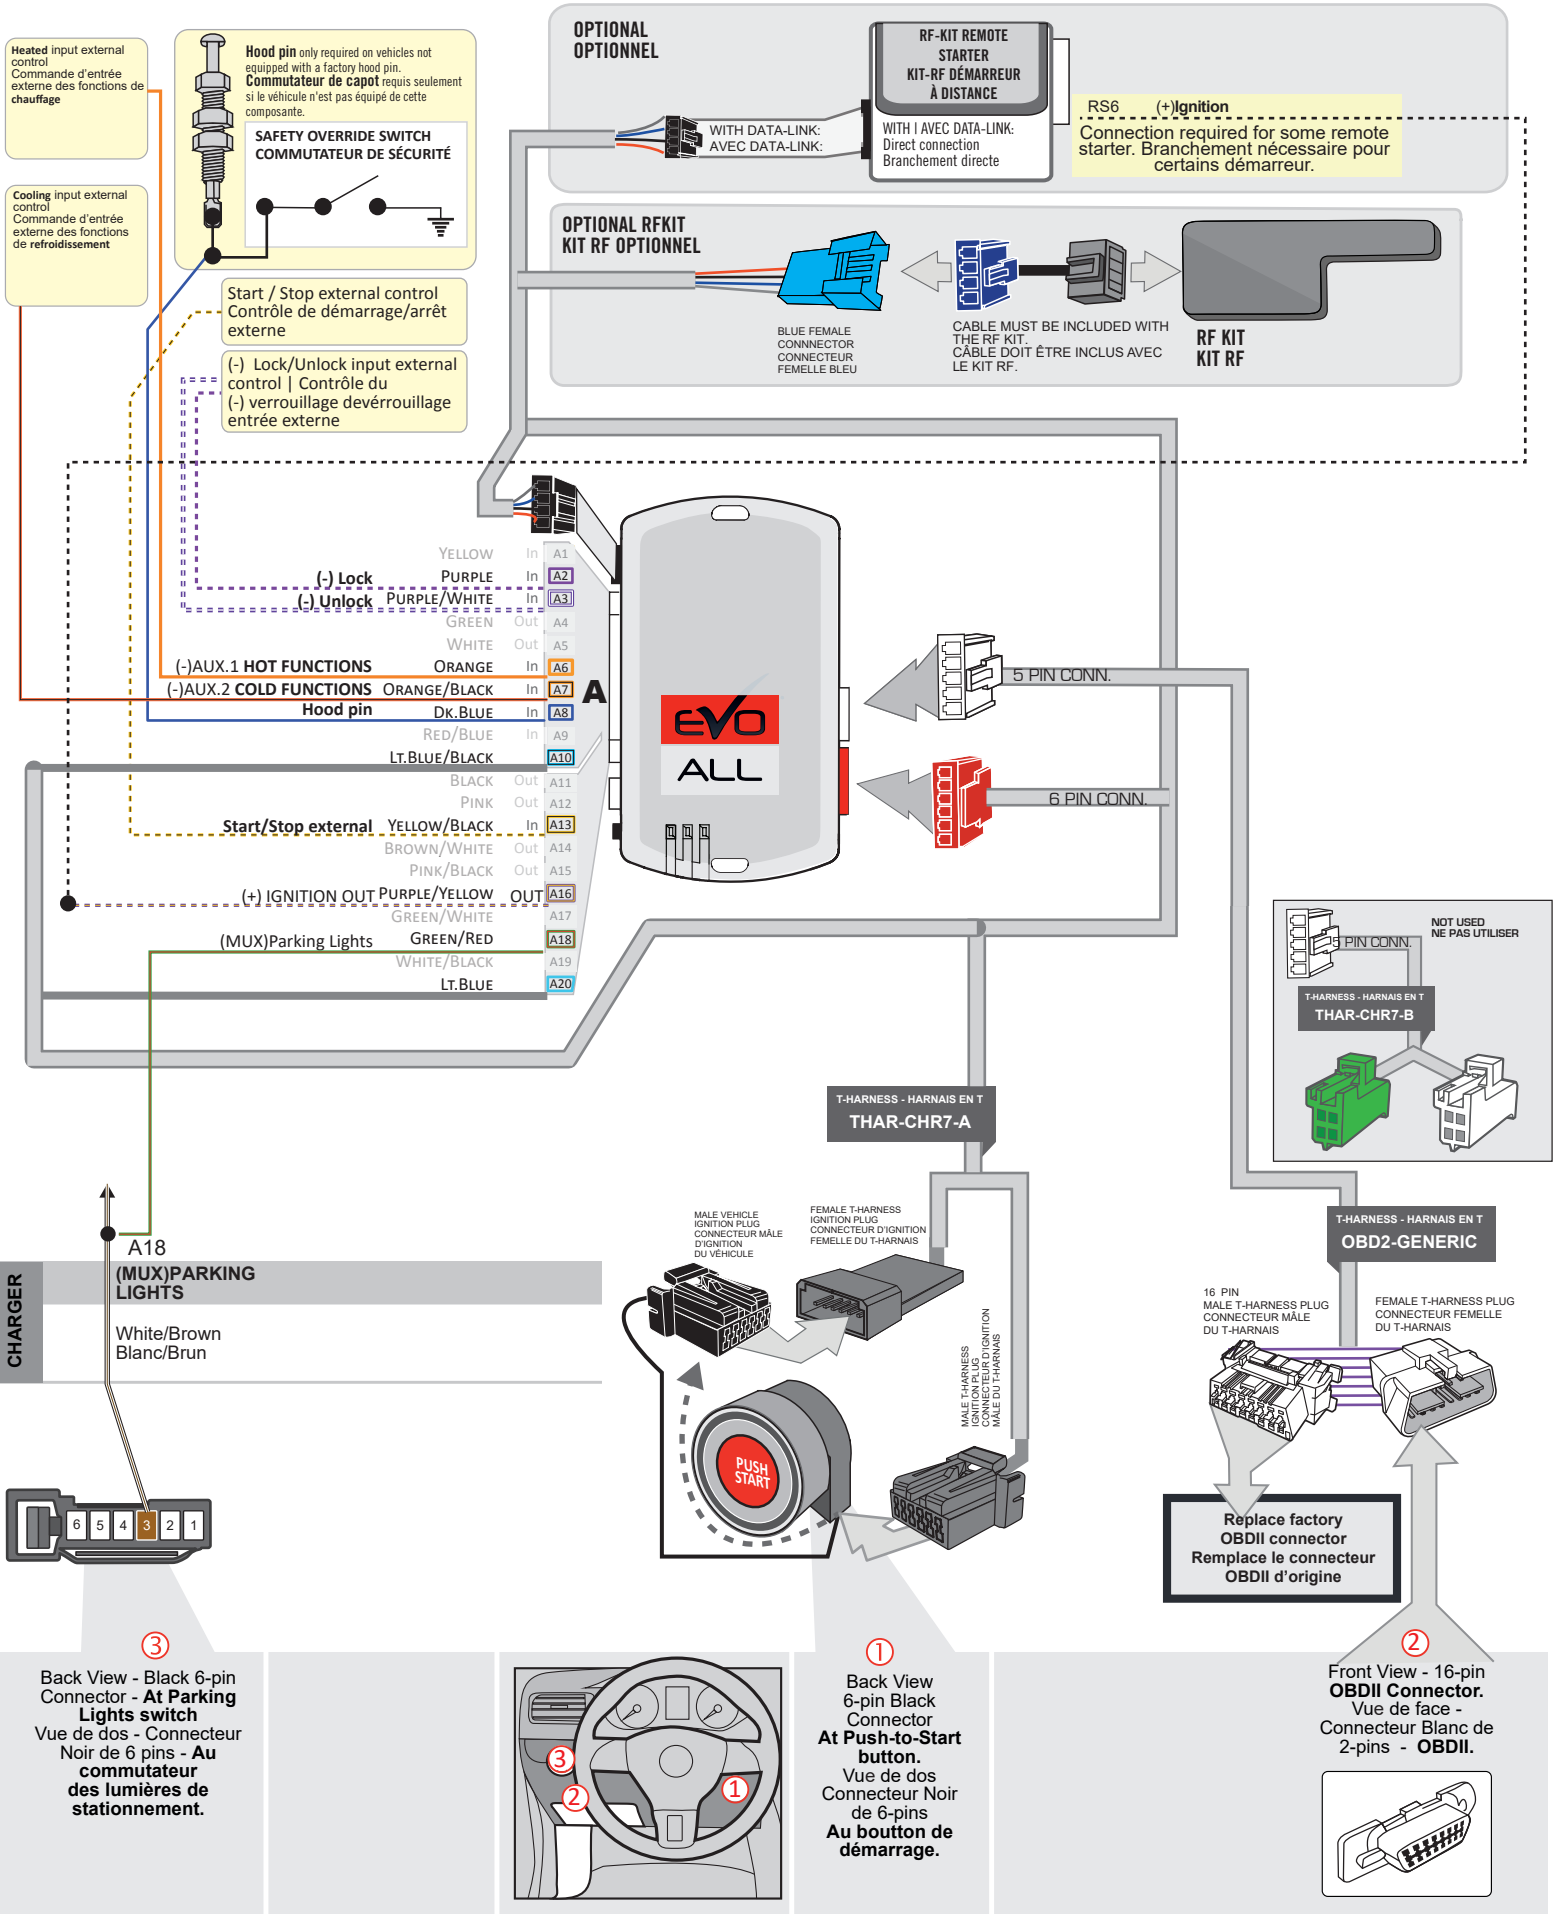 Heated input external
control
Commande d'entrée
externe des fonctions de
chauffage
Cooling input external
control
Commande d'entrée
externe des fonctions
de refroidissement
Hood pin only required on vehicles not
equipped with a factory hood pin.
Commutateur de capot requis seulement
si le véhicule n'est pas équipé de cette
composante.
SAFETY OVERRIDE SWITCH
COMMUTATEUR DE SÉCURITÉ
Start / Stop external control
Contrôle de démarrage/arrêt
externe
(-) Lock/Unlock input external
control | Contrôle du
(-) verrouillage devérrouillage
entrée externe
OPTIONAL
OPTIONNEL
RF-KIT REMOTE
STARTER
KIT-RF DÉMARREUR
À DISTANCE
WITH DATA-LINK:
AVEC DATA-LINK:
WITH I AVEC DATA-LINK:
Direct connection
Branchement directe
RS6 (+)Ignition
Connection required for some remote
starter. Branchement nécessaire pour
certains démarreur.
OPTIONAL RFKIT
KIT RF OPTIONNEL
BLUE FEMALE
CONNNECTOR
CONNECTEUR
FEMELLE BLEU
CABLE MUST BE INCLUDED WITH
THE RF KIT.
CÂBLE DOIT ÊTRE INCLUS AVEC
LE KIT RF.
RF KIT
KIT RF
YELLOW In A1
(-) Lock PURPLE In A2
(-) Unlock PURPLE/WHITE In A3
GREEN Out A4
WHITE Out A5
(-)AUX.1 HOT FUNCTIONS ORANGE In A6
(-)AUX.2 COLD FUNCTIONS ORANGE/BLACK In A7
Hood pin DK.BLUE In A8
RED/BLUE In A9
LT.BLUE/BLACK A10
BLACK Out A11
PINK Out A12
Start/Stop external YELLOW/BLACK In A13
BROWN/WHITE Out A14
PINK/BLACK Out A15
(+) IGNITION OUT PURPLE/YELLOW OUT A16
GREEN/WHITE A17
(MUX)Parking Lights GREEN/RED A18
WHITE/BLACK A19
LT.BLUE A20
A
EVO
ALL
5 PIN CONN.
6 PIN CONN.
NOT USED
NE PAS UTILISER
5 PIN CONN.
T-HARNESS - HARNAIS EN T
THAR-CHR7-B
T-HARNESS - HARNAIS EN T
THAR-CHR7-A
T-HARNESS - HARNAIS EN T
OBD2-GENERIC
MALE VEHICLE
IGNITION PLUG
CONNECTEUR MÂLE
D'IGNITION
DU VÉHICULE
FEMALE T-HARNESS
IGNITION PLUG
CONNECTEUR D'IGNITION
FEMELLE DU T-HARNAIS
MALE T-HARNESS
IGNITION PLUG
CONNECTEUR D'IGNITION
MÂLE DU T-HARNAIS
PUSH
START
16 PIN
MALE T-HARNESS PLUG
CONNECTEUR MÂLE
DU T-HARNAIS
FEMALE T-HARNESS PLUG
CONNECTEUR FEMELLE
DU T-HARNAIS
Replace factory
OBDII connector
Remplace le connecteur
OBDII d'origine
A18
CHARGER
(MUX)PARKING
LIGHTS
White/Brown
Blanc/Brun
6 5 4 3 2 1
3
Back View - Black 6-pin
Connector - At Parking
Lights switch
Vue de dos - Connecteur
Noir de 6 pins - Au
commutateur
des lumières de
stationnement.
3
2
1
1
Back View
6-pin Black
Connector
At Push-to-Start
button.
Vue de dos
Connecteur Noir
de 6-pins
Au boutton de
démarrage.
2
Front View - 16-pin
OBDII Connector.
Vue de face -
Connecteur Blanc de
2-pins - OBDII.